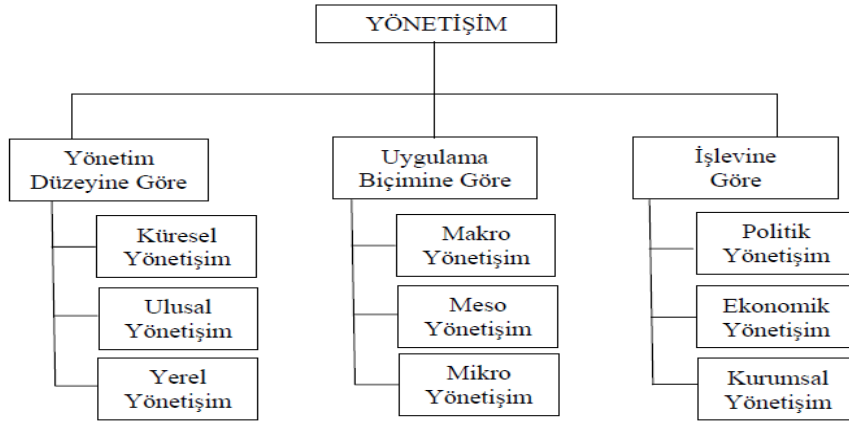 YÖNETİŞİM
Yönetim
Düzeyine Göre
Küresel
Yönetişim
Ulusal
Yönetişim
Yerel
Yönetişim
Uygulama
Biçimine Göre
Makro
Yönetişim
Meso
Yönetişim
Mikro
Yönetişim
İşlevine
Göre
Politik
Yönetişim
Ekonomik
Yönetişim
Kurumsal
Yönetişim